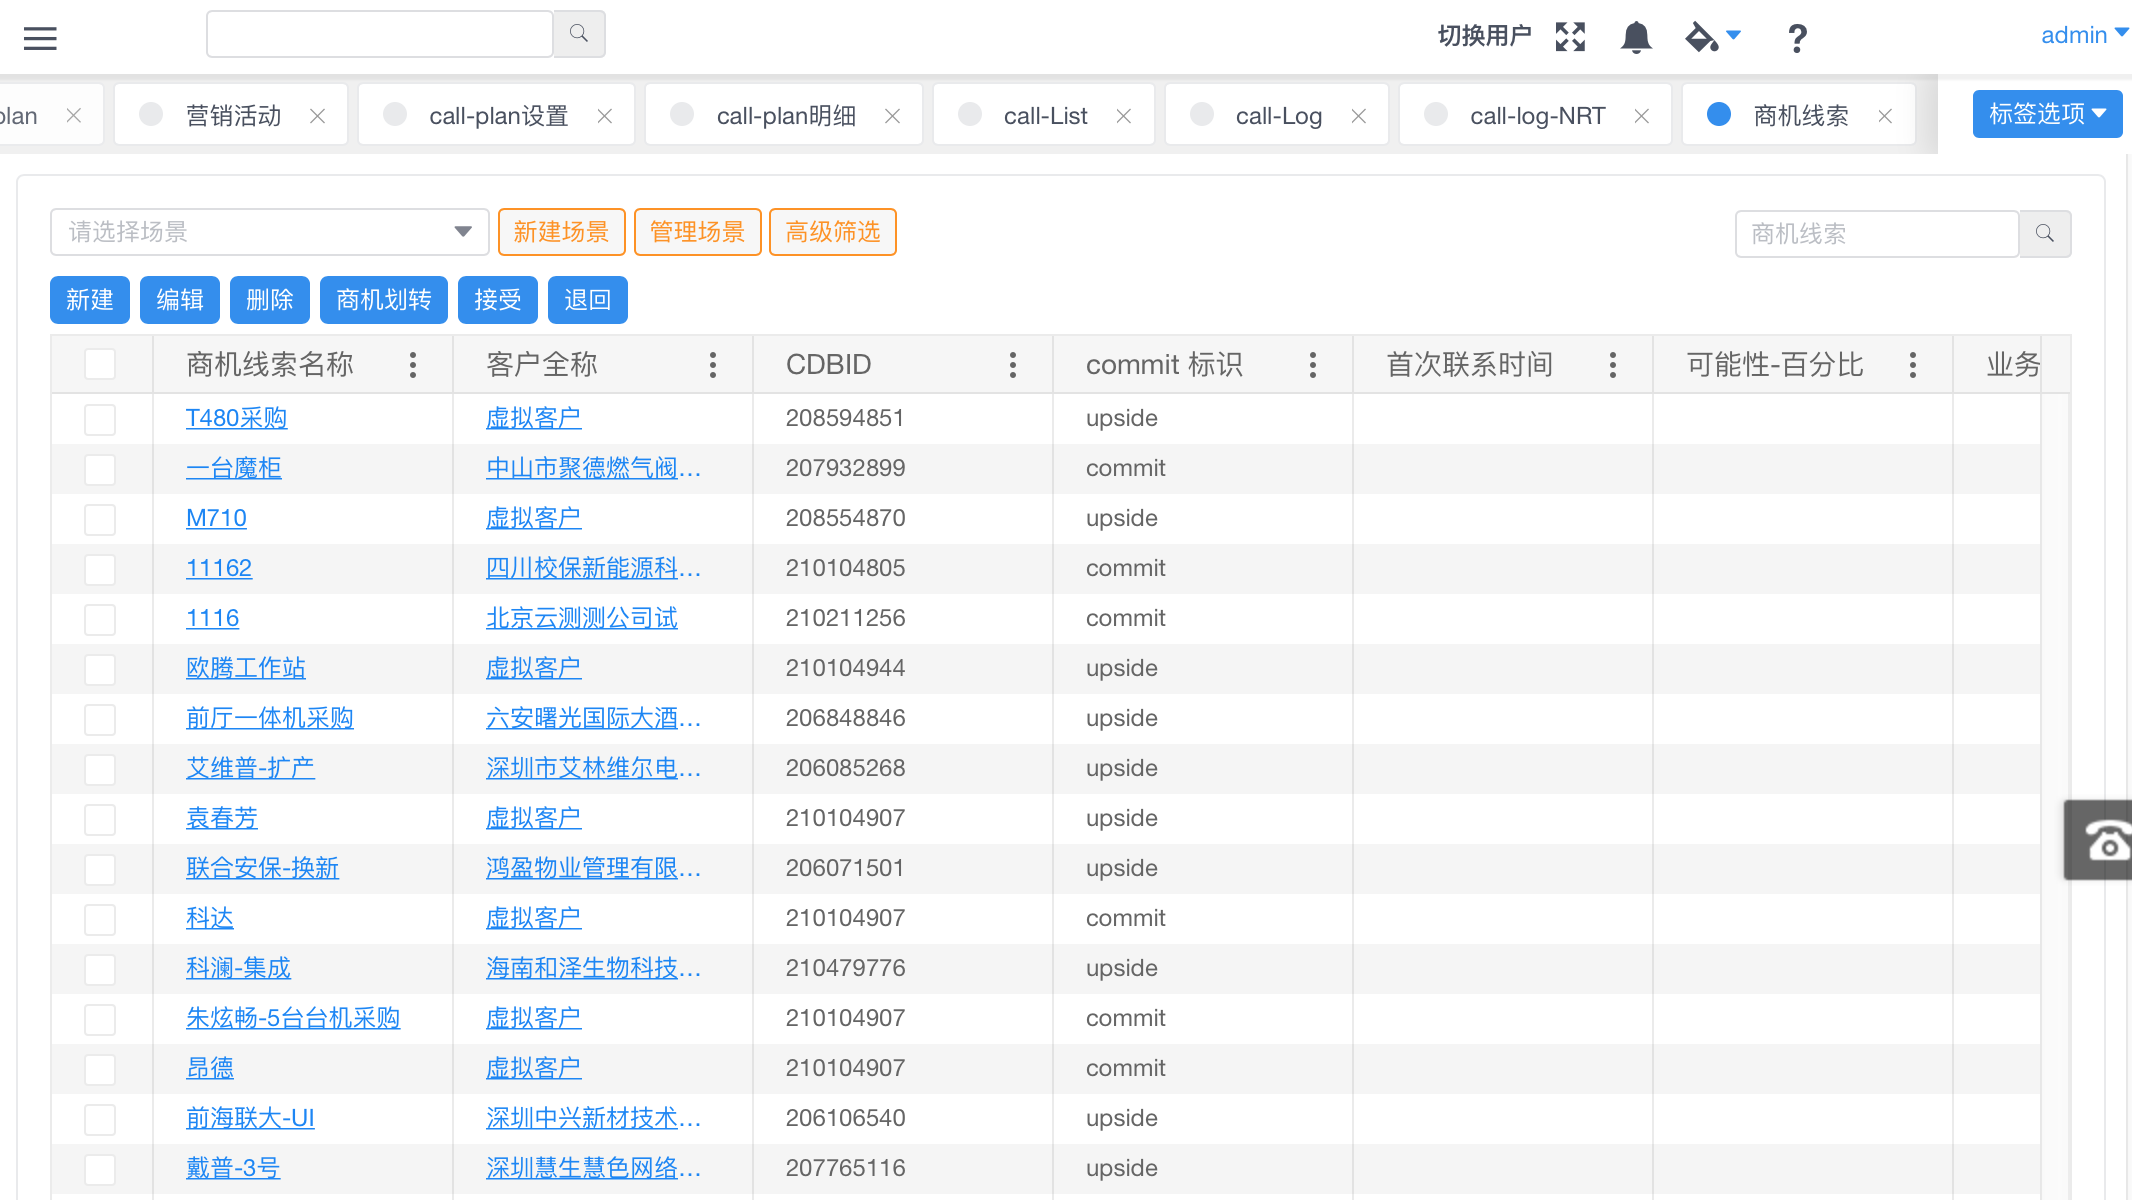 切换用户 ? admin
plan 营销活动 call-plan设置 call-plan明细 call-List call-Log call-log-NRT 商机线索 标签选项
请选择场景 新建场景 管理场景 高级筛选 商机线索
新建 编辑 删除 商机划转 接受 退回
商机线索名称 客户全称 CDBID commit 标识 首次联系时间 可能性-百分比 业务
T480采购 虚拟客户 208594851 upside
一台魔柜 中山市聚德燃气阀… 207932899 commit
M710 虚拟客户 208554870 upside
11162 四川校保新能源科… 210104805 commit
1116 北京云测测公司试 210211256 commit
欧腾工作站 虚拟客户 210104944 upside
前厅一体机采购 六安曙光国际大酒… 206848846 upside
艾维普-扩产 深圳市艾林维尔电… 206085268 upside
袁春芳 虚拟客户 210104907 upside
联合安保-换新 鸿盈物业管理有限… 206071501 upside
科达 虚拟客户 210104907 commit
科澜-集成 海南和泽生物科技… 210479776 upside
朱炫畅-5台台机采购 虚拟客户 210104907 commit
昂德 虚拟客户 210104907 commit
前海联大-UI 深圳中兴新材技术… 206106540 upside
戴普-3号 深圳慧生慧色网络… 207765116 upside